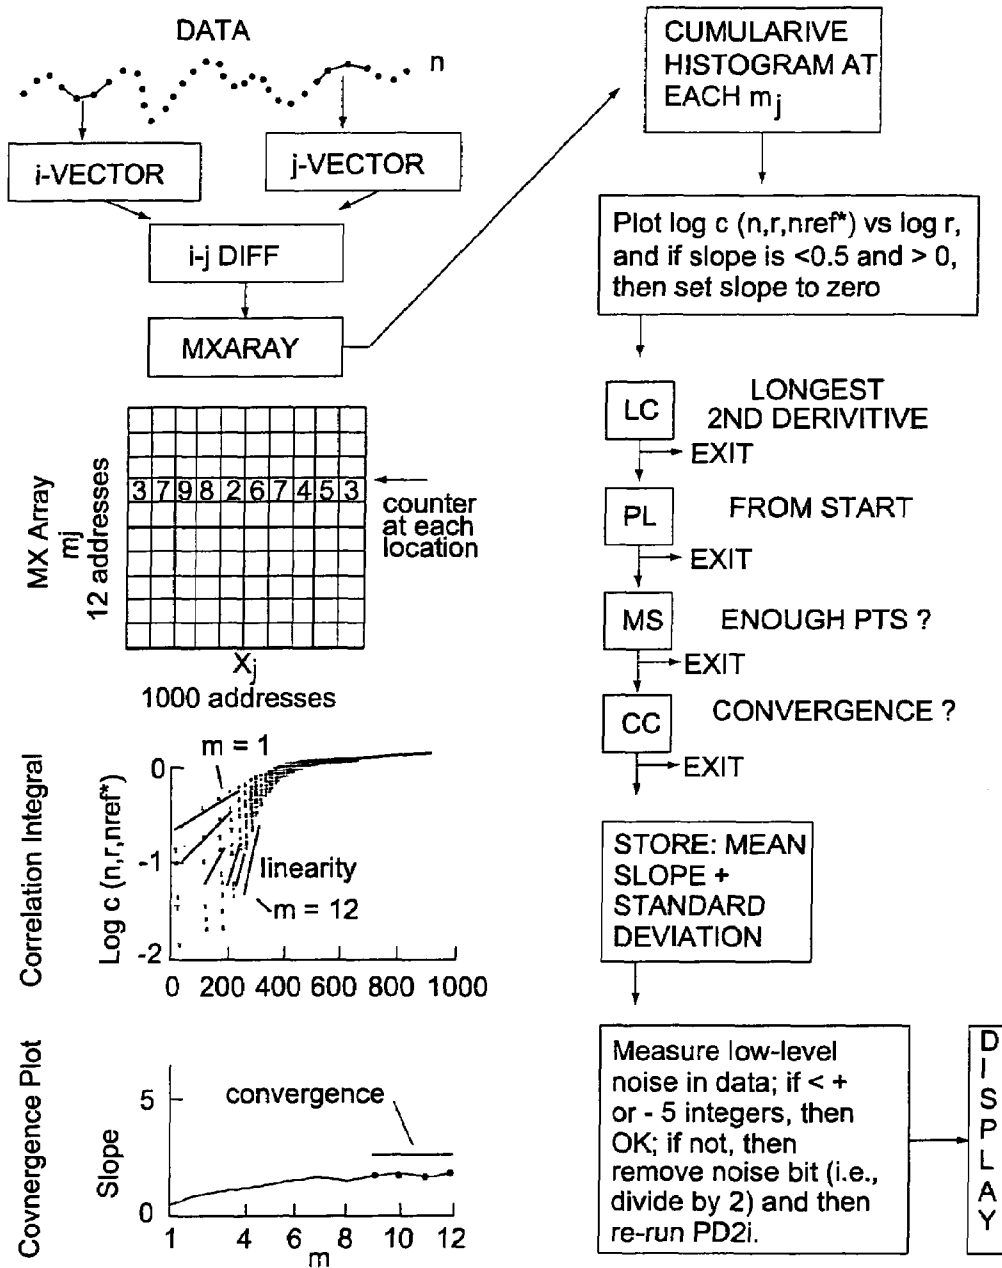 DATA
n
i-VECTOR
j-VECTOR
i-j DIFF
MXARAY
MX Array
mj
12 addresses
3 7 9 8 2 6 7 4 5 3
counter
at each
location
Xj
1000 addresses
Correlation Integral
Log c (n,r,nref*)
m = 1
0
-1
-2
linearity
m = 12
0 200 400 600 800 1000
Covnergence Plot
Slope
5
0
convergence
1 4 6 8 10 12
m
CUMULARIVE
HISTOGRAM AT
EACH mj
Plot log c (n,r,nref*) vs log r,
and if slope is <0.5 and > 0,
then set slope to zero
LC
LONGEST
2ND DERIVITIVE
EXIT
PL
FROM START
EXIT
MS
ENOUGH PTS ?
EXIT
CC
CONVERGENCE ?
EXIT
STORE: MEAN
SLOPE +
STANDARD
DEVIATION
Measure low-level
noise in data; if < +
or - 5 integers, then
OK; if not, then
remove noise bit (i.e.,
divide by 2) and then
re-run PD2i.
DISPLAY